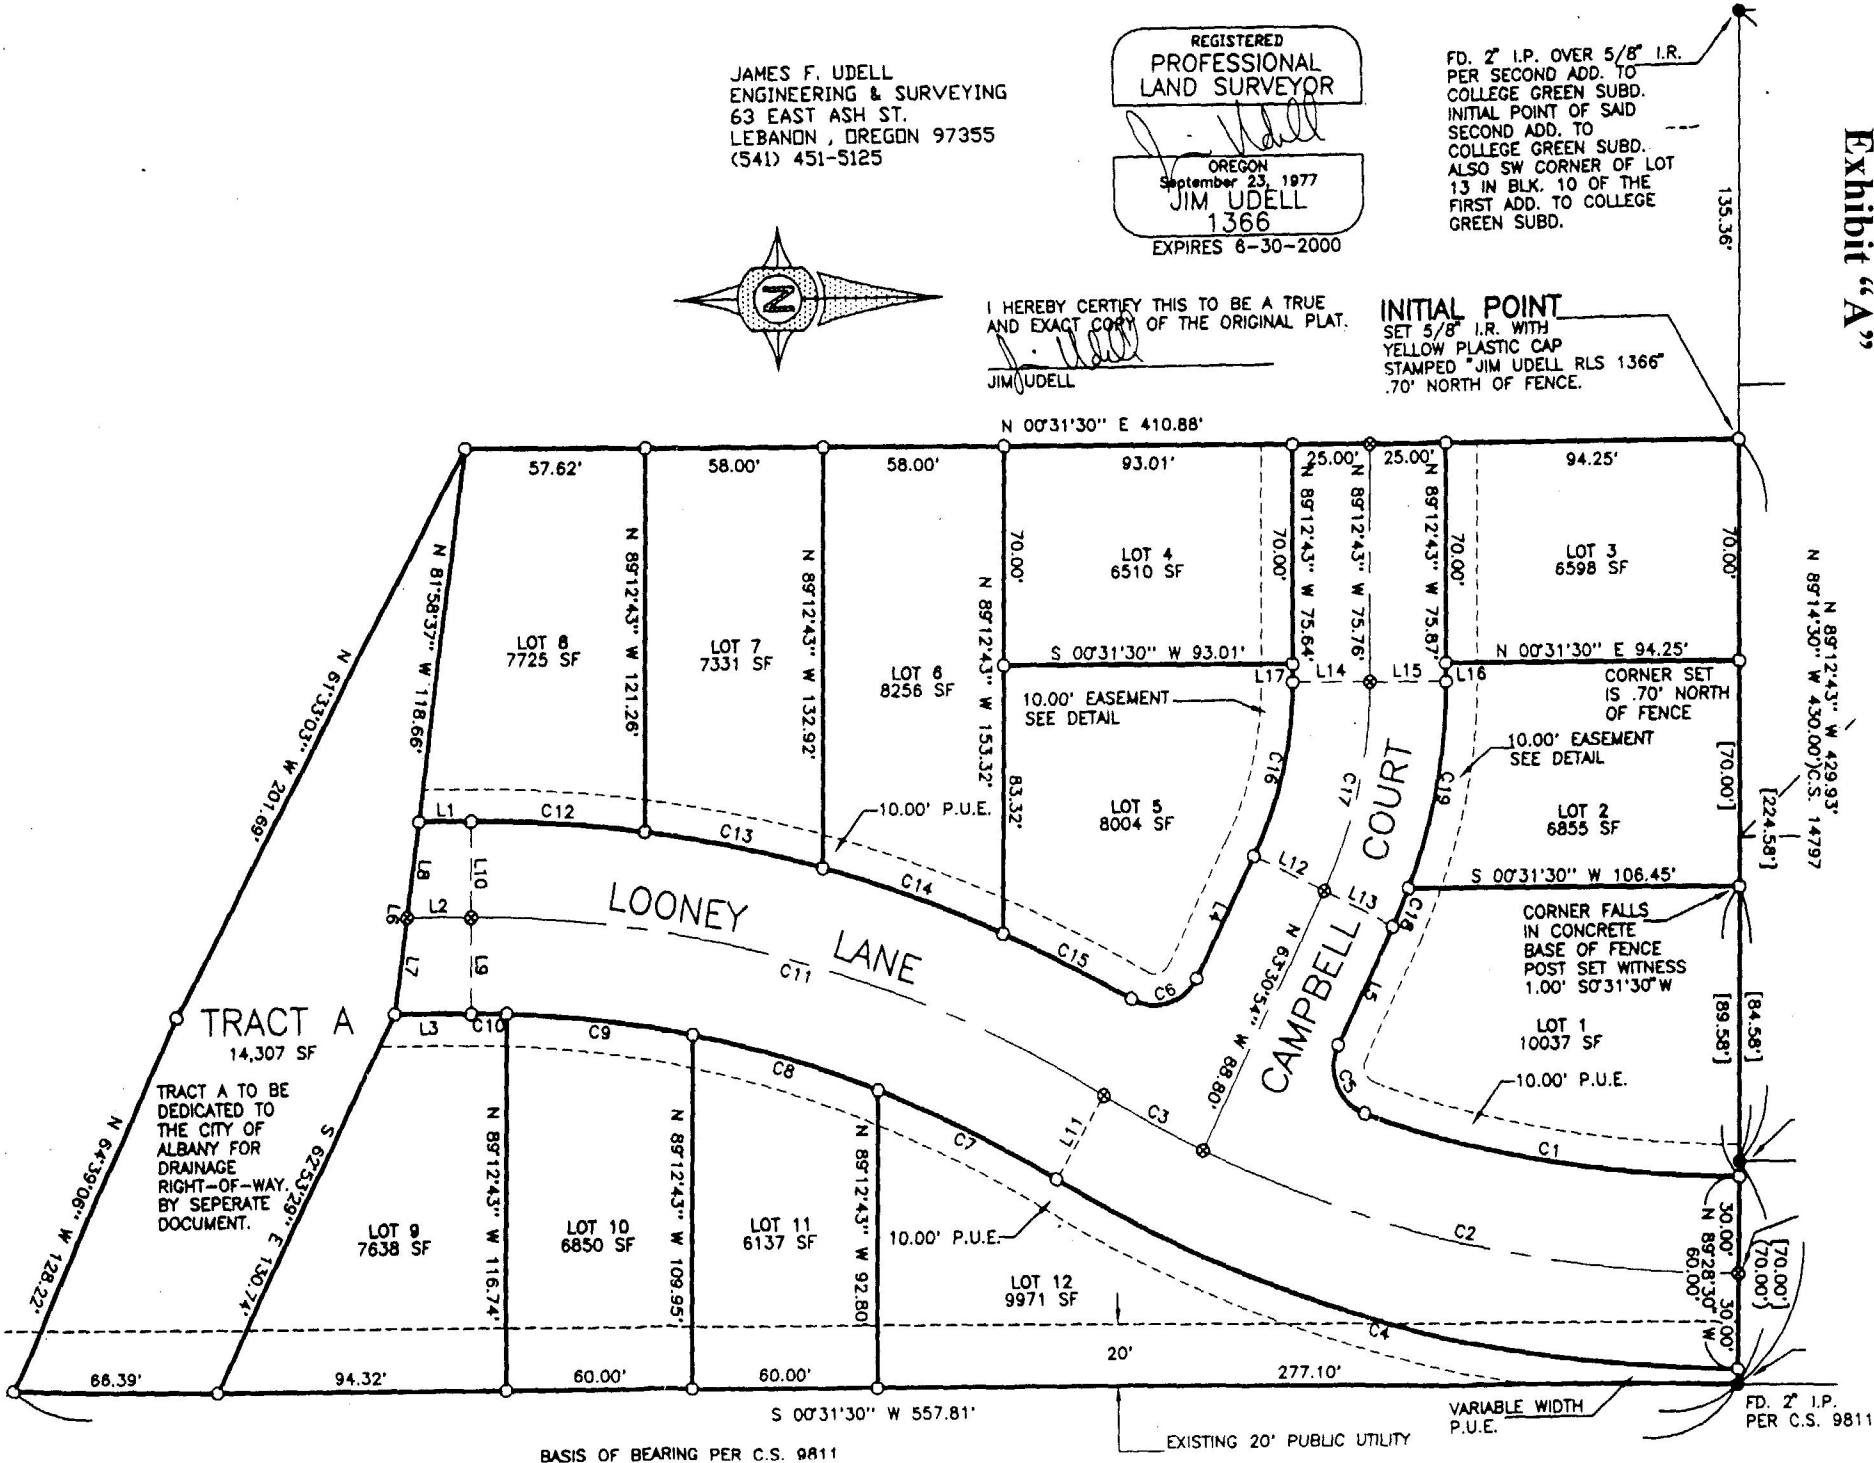 Exhibit "A"
JAMES F. UDELL
ENGINEERING & SURVEYING
63 EAST ASH ST.
LEBANON , OREGON 97355
(541) 451-5125
REGISTERED
PROFESSIONAL
LAND SURVEYOR
Jim Udell
OREGON
September 23, 1977
JIM UDELL
1366
EXPIRES 6-30-2000
FD. 2" I.P. OVER 5/8" I.R.
PER SECOND ADD. TO
COLLEGE GREEN SUBD.
INITIAL POINT OF SAID
SECOND ADD. TO
COLLEGE GREEN SUBD.
ALSO SW CORNER OF LOT
13 IN BLK. 10 OF THE
FIRST ADD. TO COLLEGE
GREEN SUBD.
135.36'
N
I HEREBY CERTIFY THIS TO BE A TRUE
AND EXACT COPY OF THE ORIGINAL PLAT.
Jim Udell
JIM UDELL
INITIAL POINT
SET 5/8" I.R. WITH
YELLOW PLASTIC CAP
STAMPED "JIM UDELL RLS 1366"
.70' NORTH OF FENCE.
N 00°31'30" E 410.88'
57.62'
58.00'
58.00'
93.01'
25.00'
25.00'
94.25'
N 81°58'37" W 118.66'
LOT 8
7725 SF
N 89°12'43" W 121.26'
LOT 7
7331 SF
N 89°12'43" W 132.92'
LOT 6
8256 SF
N 89°12'43" W 153.32'
70.00'
83.32'
LOT 4
6510 SF
70.00'
N 89°12'43" W 75.64'
N 89°12'43" W 75.76'
N 89°12'43" W 75.87'
70.00'
LOT 3
6598 SF
70.00'
N 89°12'43" W 429.93'
N 89°14'30" W 430.00')C.S. 14797
S 00°31'30" W 93.01'
N 00°31'30" E 94.25'
L17
L14
L15
L16
CORNER SET
IS .70' NORTH
OF FENCE
10.00' EASEMENT
SEE DETAIL
10.00' EASEMENT
SEE DETAIL
[70.00']
[224.58']
C16
C17
C19
LOT 5
8004 SF
LOT 2
6855 SF
N 61°33'03" W 201.69'
L1
C12
C13
10.00' P.U.E.
C14
C15
C6
L4
L12
L13
C18
S 00°31'30" W 106.45'
CORNER FALLS
IN CONCRETE
BASE OF FENCE
POST SET WITNESS
1.00' S0°31'30"W
L8
L10
L6
L2
L7
L9
LOONEY LANE
C11
CAMPBELL COURT
N 63°30'54" W 88.80'
L5
C5
LOT 1
10037 SF
10.00' P.U.E.
[84.58']
[89.58']
TRACT A
14,307 SF
TRACT A TO BE
DEDICATED TO
THE CITY OF
ALBANY FOR
DRAINAGE
RIGHT-OF-WAY.
BY SEPERATE
DOCUMENT.
L3
C10
C9
C8
C7
L11
C3
C1
C2
C4
N 64°39'06" W 128.22'
S 62°53'29" E 130.74'
LOT 9
7638 SF
N 89°12'43" W 116.74'
LOT 10
6850 SF
N 89°12'43" W 109.95'
LOT 11
6137 SF
N 89°12'43" W 92.80'
10.00' P.U.E.
LOT 12
9971 SF
30.00'
30.00'
N 89°28'30" W
60.00'
[70.00']
(70.00')
66.39'
94.32'
60.00'
60.00'
20'
277.10'
S 00°31'30" W 557.81'
VARIABLE WIDTH
P.U.E.
FD. 2" I.P.
PER C.S. 9811
EXISTING 20' PUBLIC UTILITY
BASIS OF BEARING PER C.S. 9811